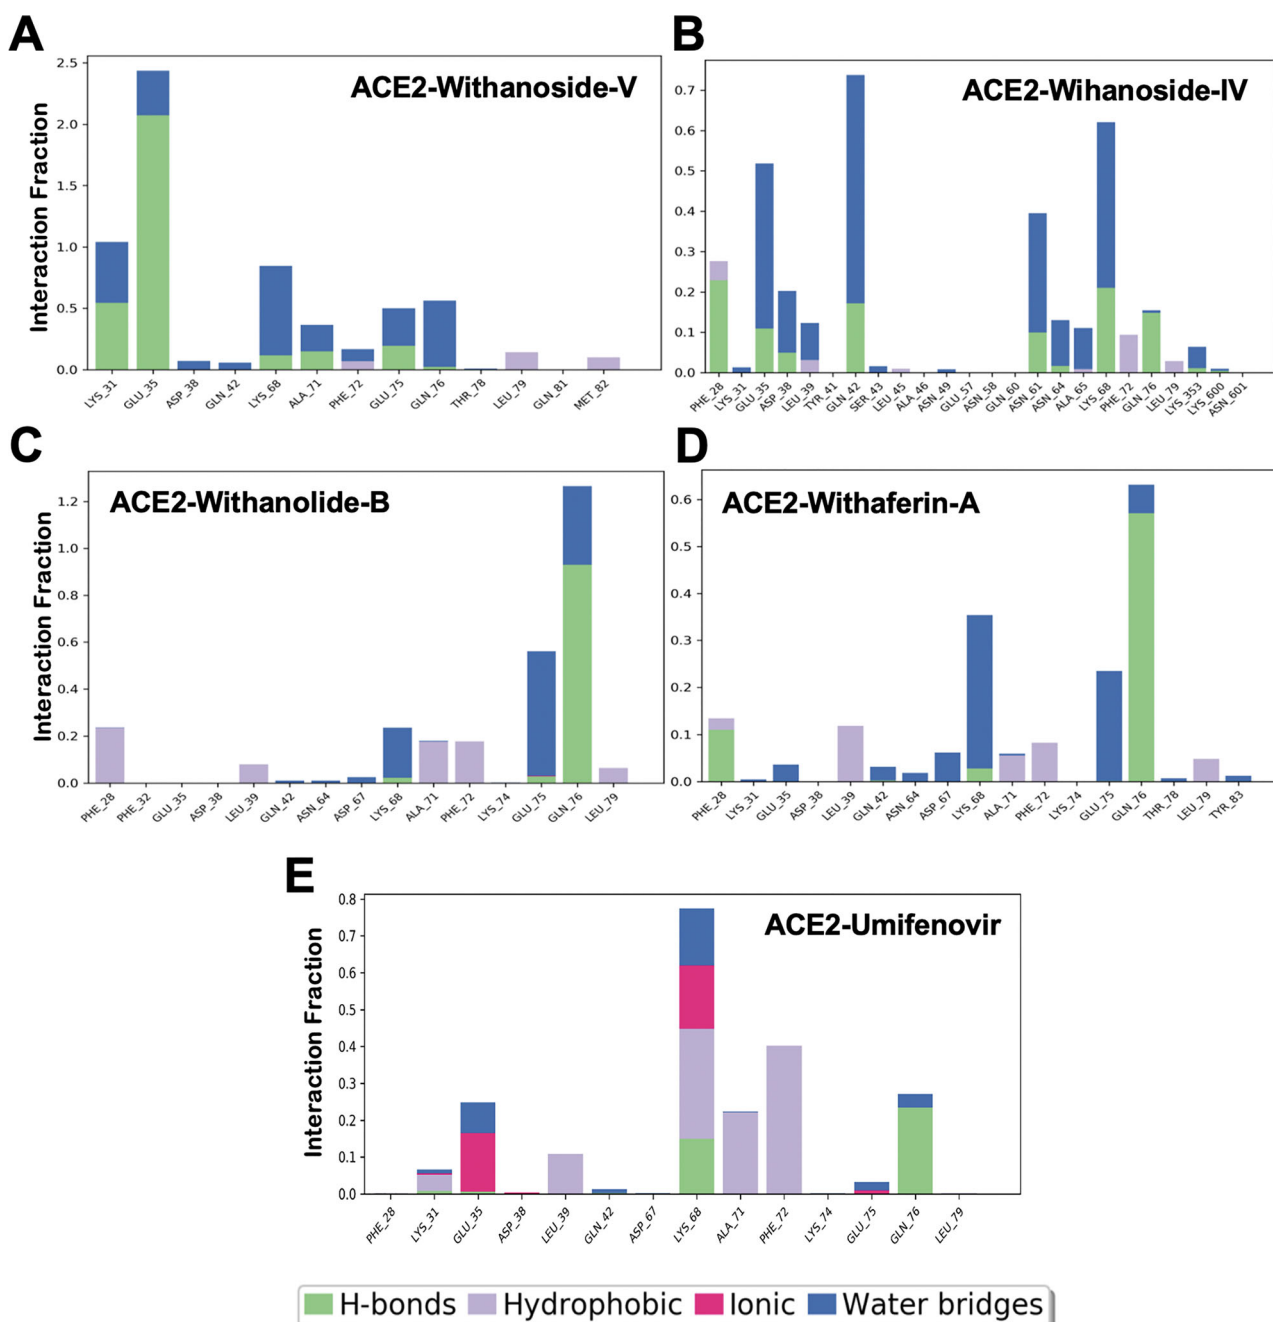 A
ACE2-Withanoside-V
Interaction Fraction
2.5
2.0
1.5
1.0
0.5
0.0
LYS_31 GLU_35 ASP_38 GLN_42 LYS_68 ALA_71 PHE_72 GLU_75 GLN_76 THR_78 LEU_79 GLN_81 MET_82
B
ACE2-Wihanoside-IV
0.7
0.6
0.5
0.4
0.3
0.2
0.1
0.0
PHE_28 LYS_31 GLU_35 ASP_38 LEU_39 TYR_41 GLN_42 SER_43 LEU_45 ALA_46 ASN_49 GLU_57 ASN_58 GLN_60 ASN_61 ASN_64 ALA_65 LYS_68 PHE_72 GLN_76 LEU_79 LYS_353 LYS_600 ASN_601
C
ACE2-Withanolide-B
Interaction Fraction
1.2
1.0
0.8
0.6
0.4
0.2
0.0
PHE_28 PHE_32 GLU_35 ASP_38 LEU_39 GLN_42 ASN_64 ASP_67 LYS_68 ALA_71 PHE_72 LYS_74 GLU_75 GLN_76 LEU_79
D
ACE2-Withaferin-A
0.6
0.5
0.4
0.3
0.2
0.1
0.0
PHE_28 LYS_31 GLU_35 ASP_38 LEU_39 GLN_42 ASN_64 ASP_67 LYS_68 ALA_71 PHE_72 LYS_74 GLU_75 GLN_76 THR_78 LEU_79 TYR_83
E
ACE2-Umifenovir
Interaction Fraction
0.8
0.7
0.6
0.5
0.4
0.3
0.2
0.1
0.0
PHE_28 LYS_31 GLU_35 ASP_38 LEU_39 GLN_42 ASP_67 LYS_68 ALA_71 PHE_72 LYS_74 GLU_75 GLN_76 LEU_79
H-bonds Hydrophobic Ionic Water bridges